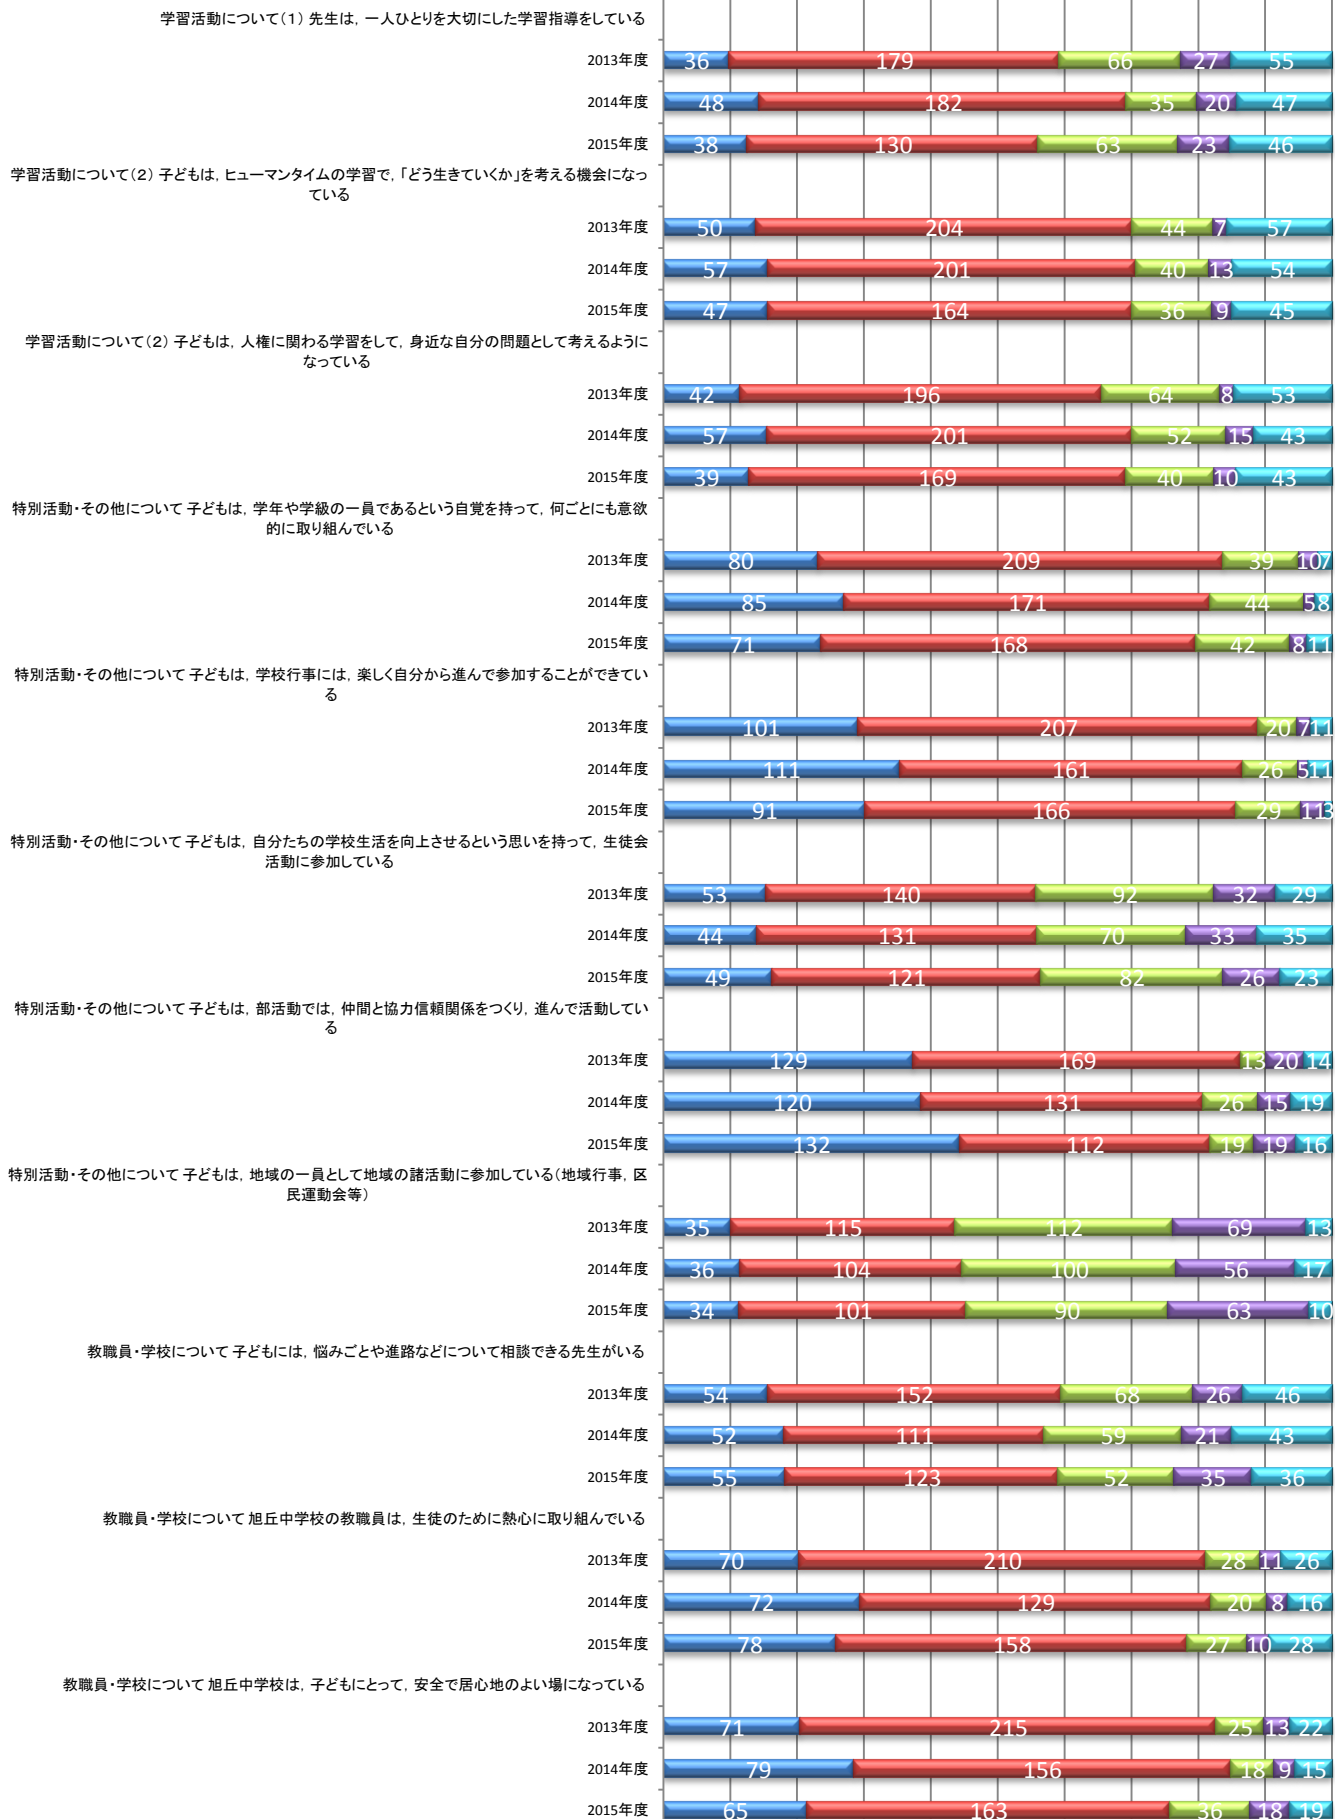 学習活動について(1) 先生は，一人ひとりを大切にした学習指導をしている
2013年度 36 179 66 27 55
2014年度 48 182 35 20 47
2015年度 38 130 63 23 46
学習活動について(2) 子どもは，ヒューマンタイムの学習で，「どう生きていくか」を考える機会になっ
ている
2013年度 50 204 44 7 57
2014年度 57 201 40 13 54
2015年度 47 164 36 9 45
学習活動について(2) 子どもは，人権に関わる学習をして，身近な自分の問題として考えるように
なっている
2013年度 42 196 64 8 53
2014年度 57 201 52 15 43
2015年度 39 169 40 10 43
特別活動・その他について 子どもは，学年や学級の一員であるという自覚を持って，何ごとにも意欲
的に取り組んでいる
2013年度 80 209 39 10 7
2014年度 85 171 44 5 8
2015年度 71 168 42 8 11
特別活動・その他について 子どもは，学校行事には，楽しく自分から進んで参加することができてい
る
2013年度 101 207 20 7 11
2014年度 111 161 26 5 11
2015年度 91 166 29 11 3
特別活動・その他について 子どもは，自分たちの学校生活を向上させるという思いを持って，生徒会
活動に参加している
2013年度 53 140 92 32 29
2014年度 44 131 70 33 35
2015年度 49 121 82 26 23
特別活動・その他について 子どもは，部活動では，仲間と協力信頼関係をつくり，進んで活動してい
る
2013年度 129 169 13 20 14
2014年度 120 131 26 15 19
2015年度 132 112 19 19 16
特別活動・その他について 子どもは，地域の一員として地域の諸活動に参加している(地域行事，区
民運動会等)
2013年度 35 115 112 69 13
2014年度 36 104 100 56 17
2015年度 34 101 90 63 10
教職員・学校について 子どもには，悩みごとや進路などについて相談できる先生がいる
2013年度 54 152 68 26 46
2014年度 52 111 59 21 43
2015年度 55 123 52 35 36
教職員・学校について 旭丘中学校の教職員は，生徒のために熱心に取り組んでいる
2013年度 70 210 28 11 26
2014年度 72 129 20 8 16
2015年度 78 158 27 10 28
教職員・学校について 旭丘中学校は，子どもにとって，安全で居心地のよい場になっている
2013年度 71 215 25 13 22
2014年度 79 156 18 9 15
2015年度 65 163 36 18 19